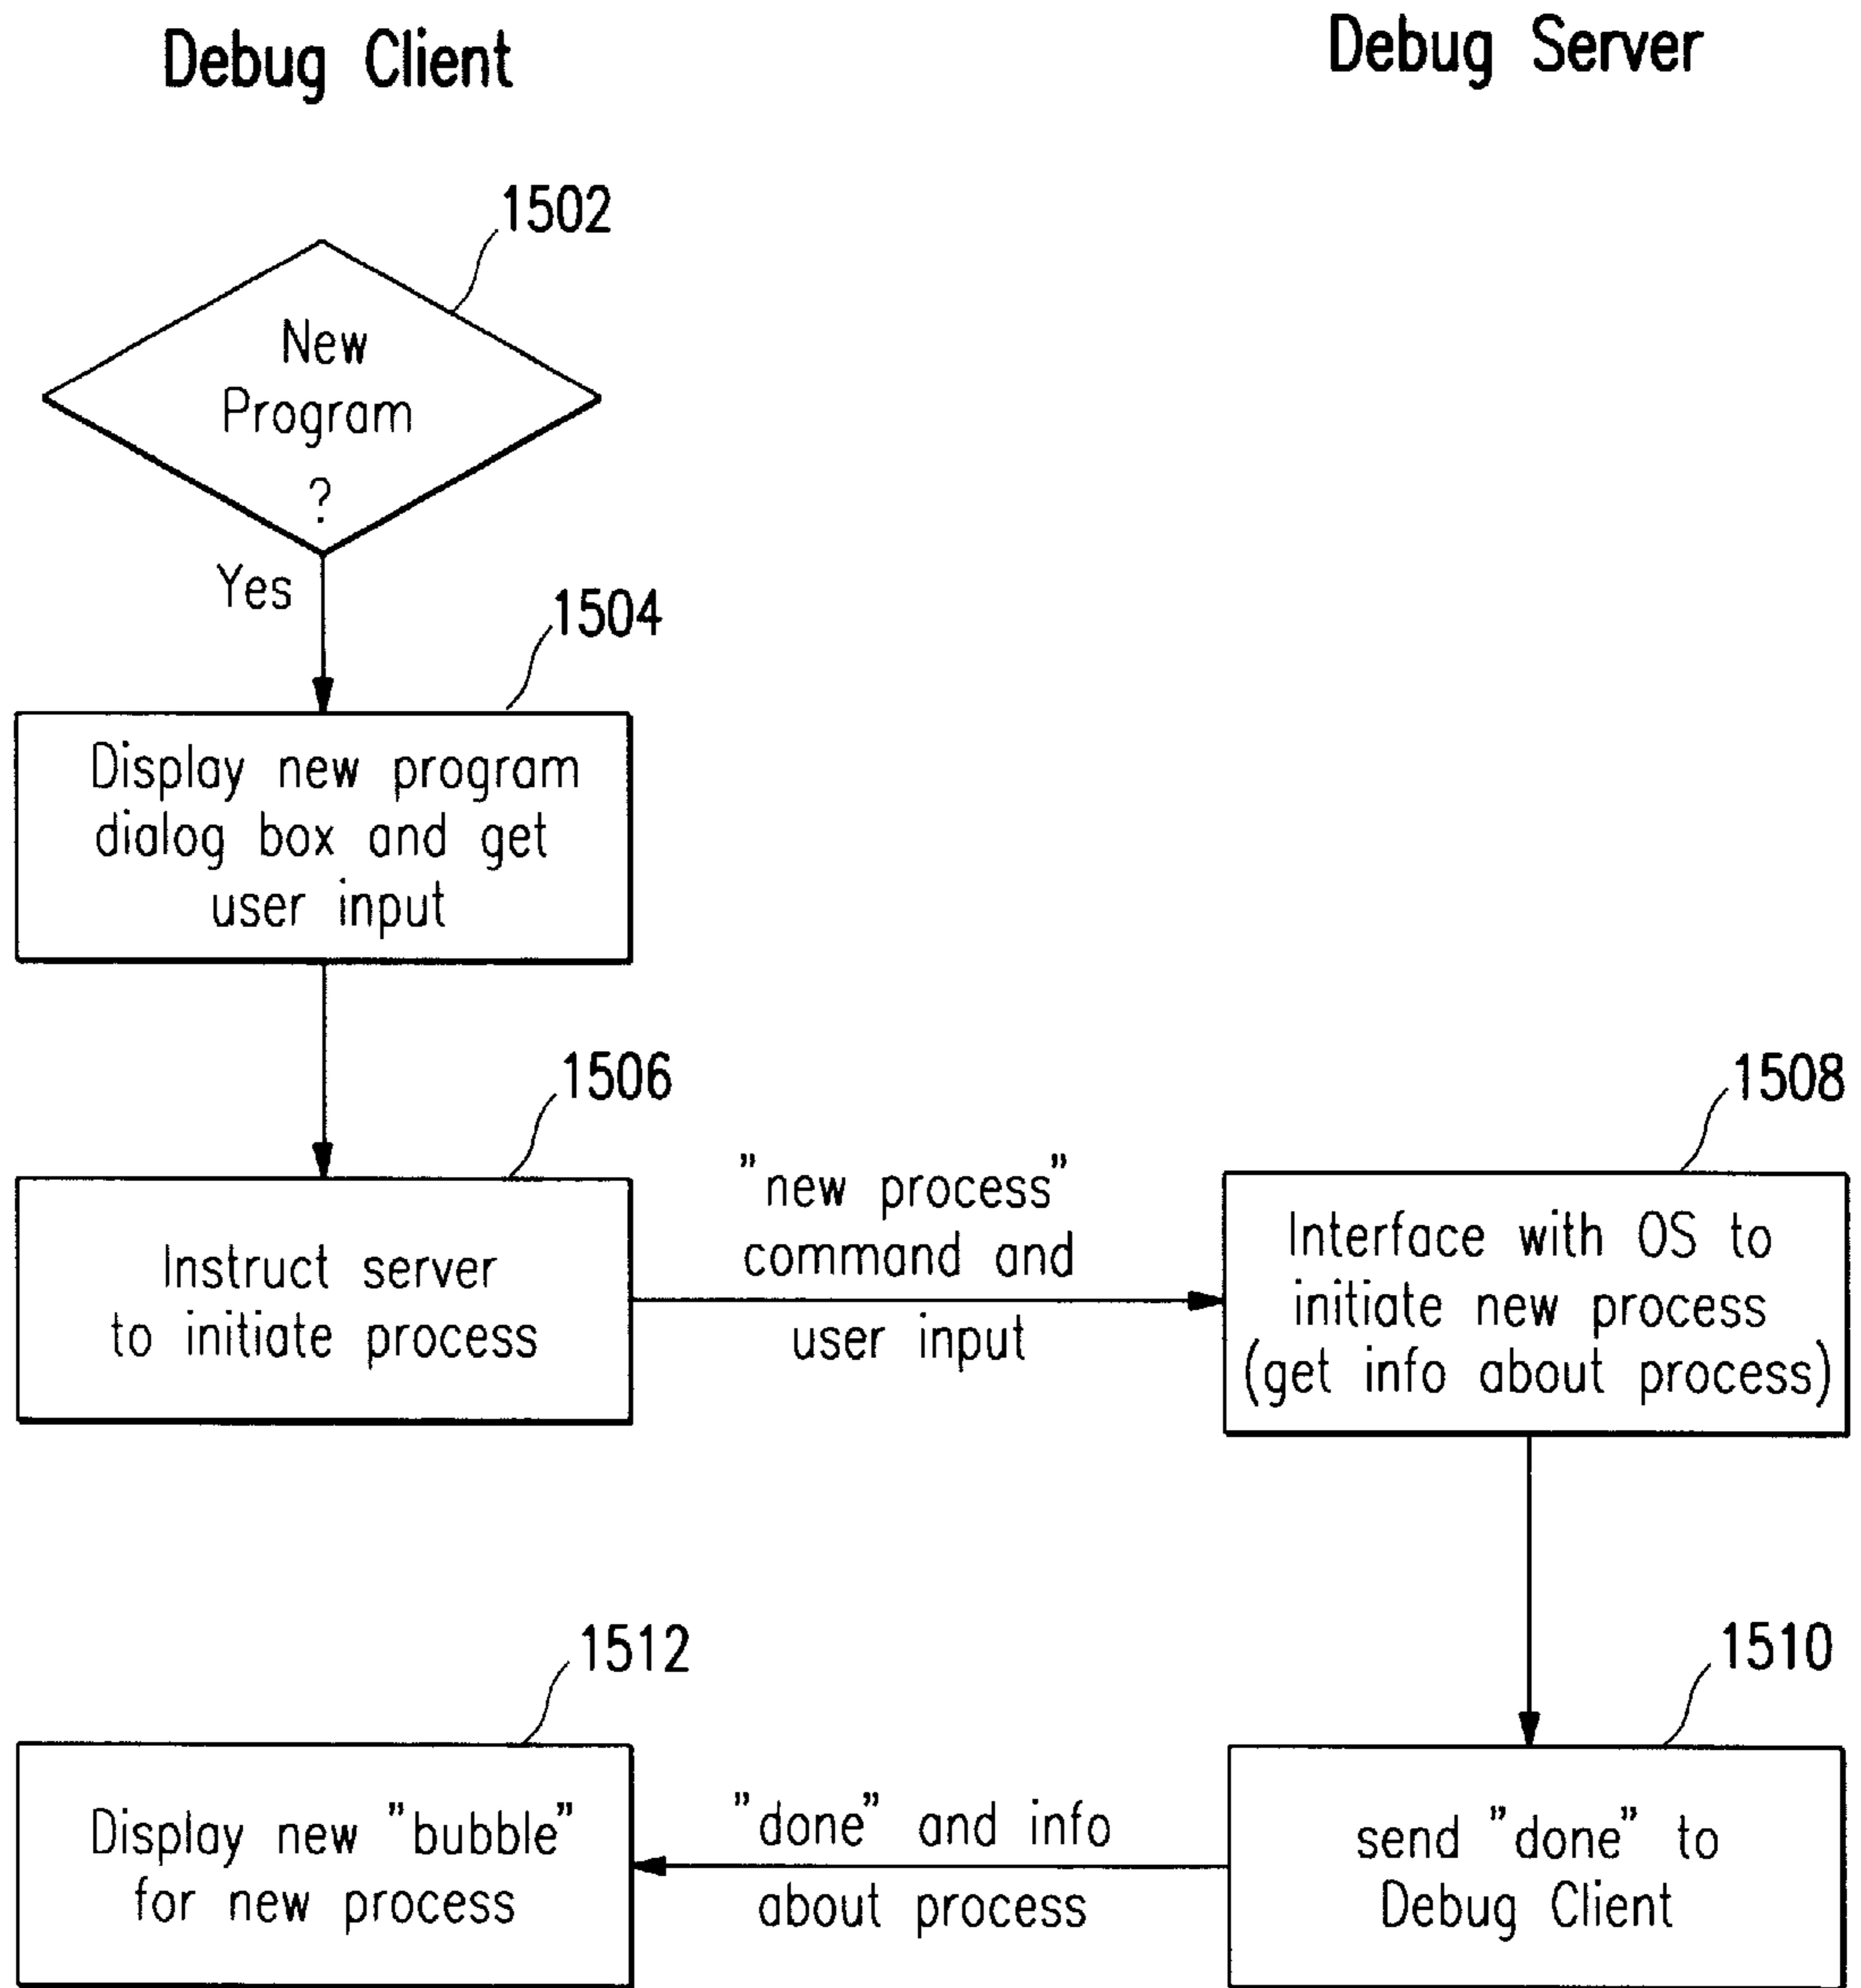 Debug Client
Debug Server
1502
New
Program
?
Yes
1504
Display new program
dialog box and get
user input
1506
Instruct server
to initiate process
"new process"
command and
user input
1508
Interface with OS to
initiate new process
(get info about process)
1510
send "done" to
Debug Client
"done" and info
about process
1512
Display new "bubble"
for new process